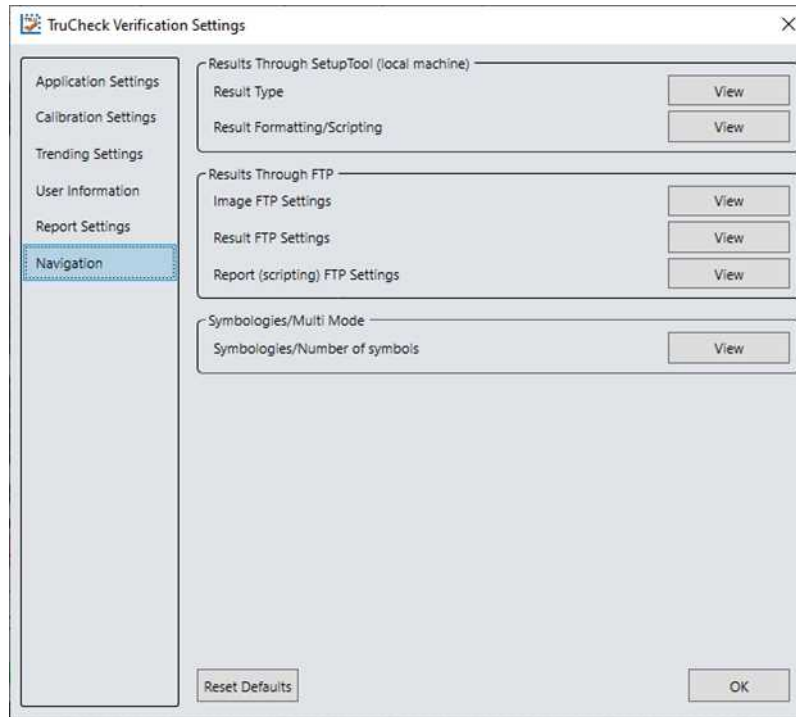 TruCheck Verification Settings
Application Settings
Calibration Settings
Trending Settings
User Information
Report Settings
Navigation
Results Through SetupTool (local machine)
Result Type View
Result Formatting/Scripting View
Results Through FTP
Image FTP Settings View
Result FTP Settings View
Report (scripting) FTP Settings View
Symbologies/Multi Mode
Symbologies/Number of symbols View
Reset Defaults OK